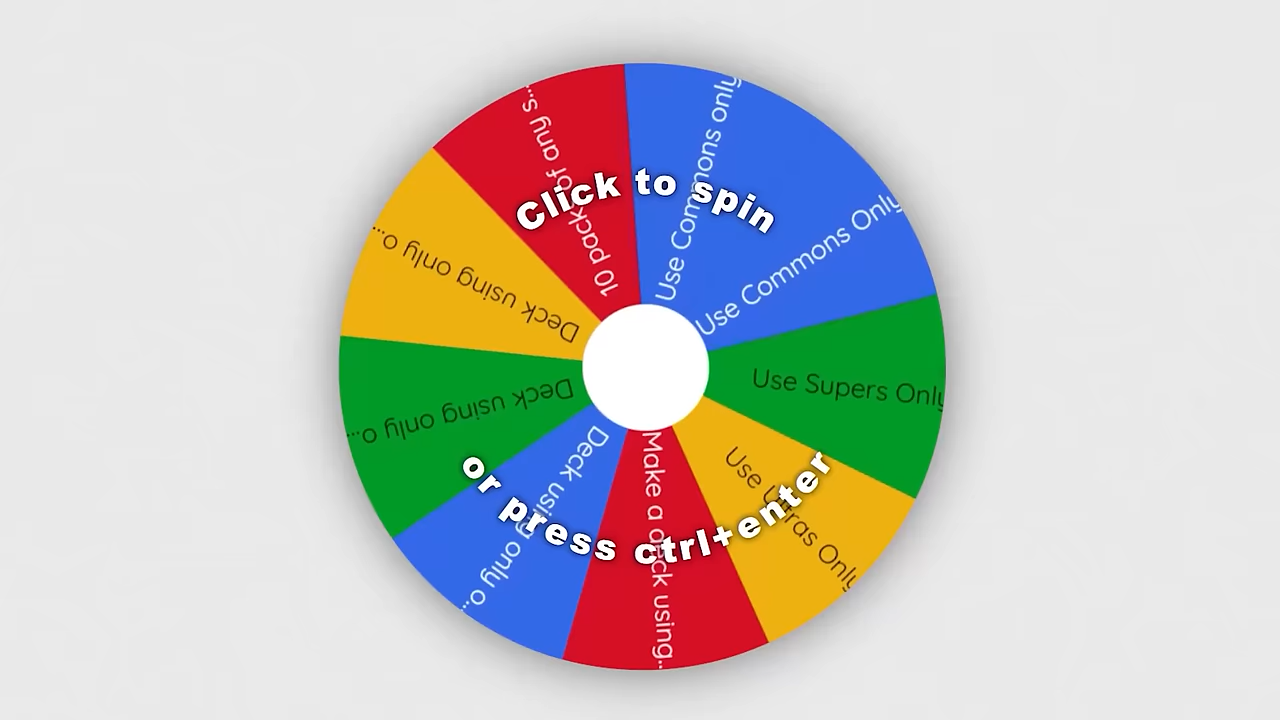 Click to spin
or press ctrl+enter
Use Commons only
Use Commons Only
Use Supers Only
Use Ultras Only
Make a deck using...
Deck using only o...
Deck using only o...
Deck using only o...
10 packs of any s...